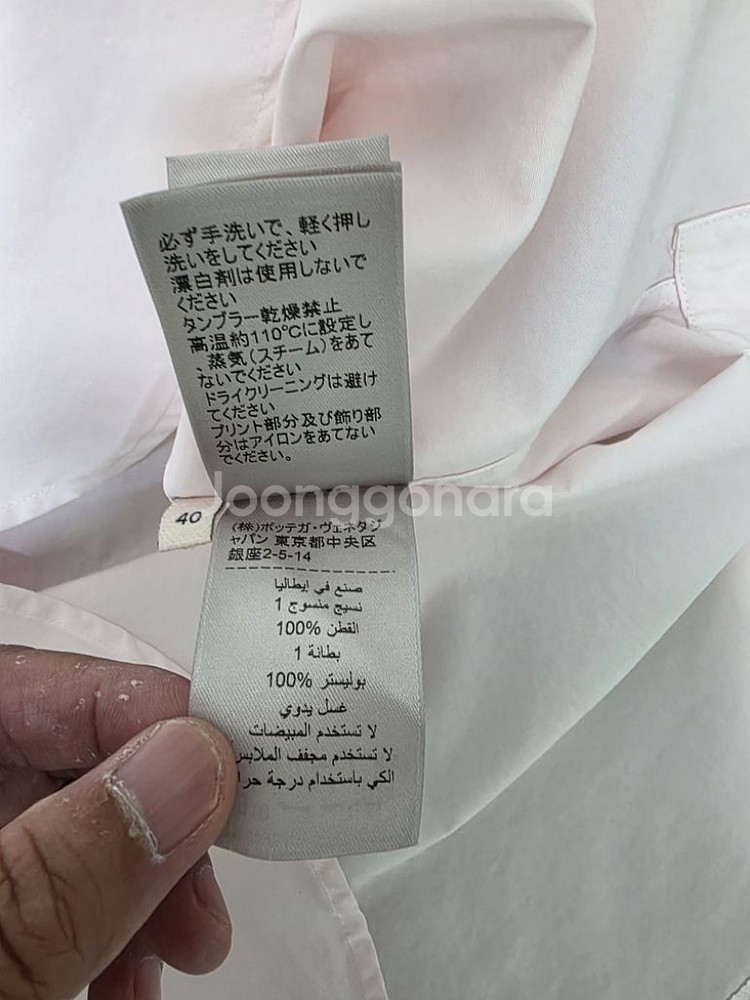 必ず手洗いで、軽く押し
洗いをしてください
漂白剤は使用しないで
ください
タンブラー乾燥禁止
高温約110℃に設定し
、蒸気(スチーム)をあて
ないでください
ドライクリーニングは避け
てください
プリント部分及び飾り部
分はアイロンをあてない
でください。
joonggonara
40
(株)ボッテガ・ヴェネタジ
ャパン 東京都中央区
銀座2-5-14
صنع في إيطاليا
نسيج منسوج 1
القطن 100%
بطانة 1
بوليستر 100%
غسل يدوي
لا تستخدم المبيضات
لا تستخدم مجفف الملابس
الكي باستخدام درجة